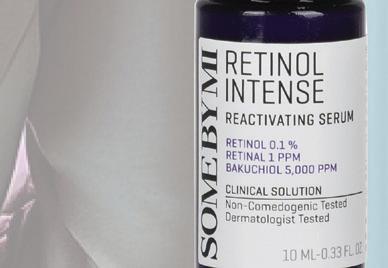 SOME BY MI
RETINOL
INTENSE
REACTIVATING SERUM
RETINOL 0.1 %
RETINAL 1 PPM
BAKUCHIOL 5,000 PPM
CLINICAL SOLUTION
Non-Comedogenic Tested
Dermatologist Tested
10 ML-0.33 FL. OZ